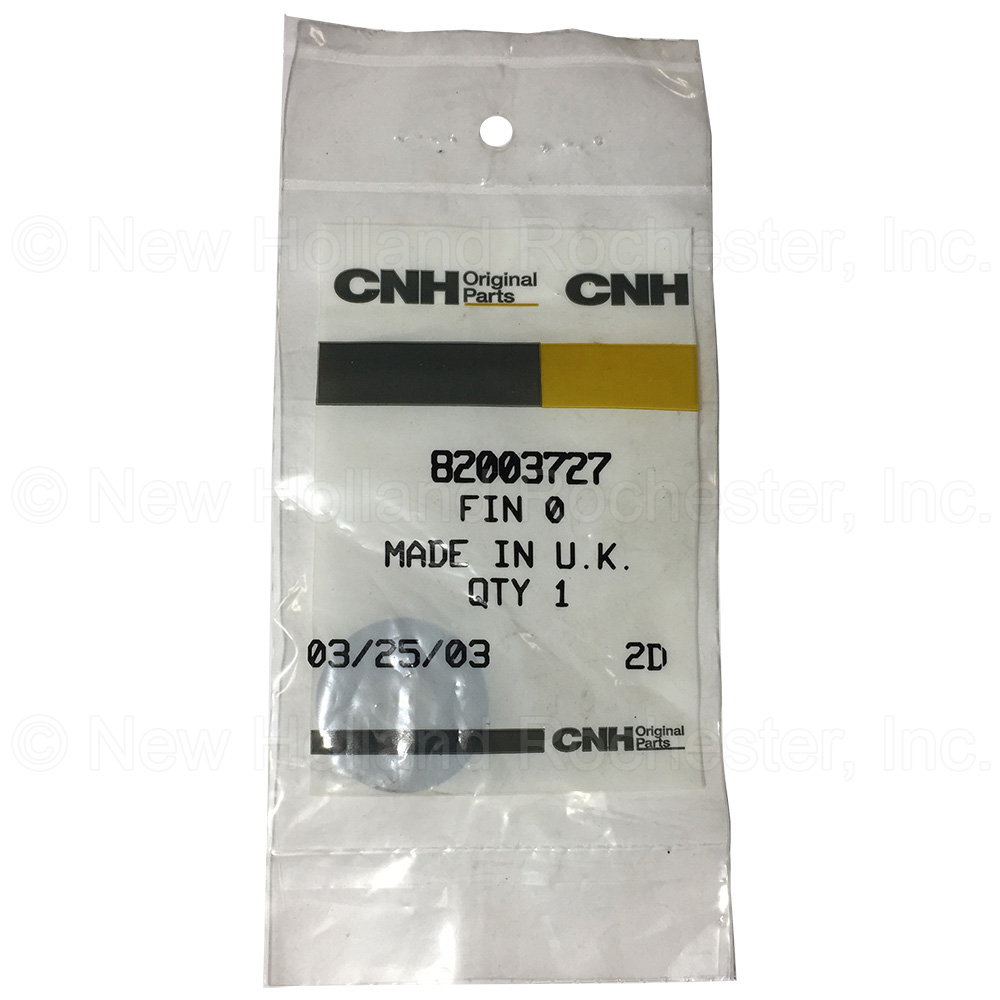 © New Holland Rochester, Inc.
CNH Original Parts CNH
82003727
© New Holland Rochester, Inc.
FIN 0
MADE IN U.K.
QTY 1
03/25/03 2D
© New Holland Rochester, Inc.
CNH Original Parts